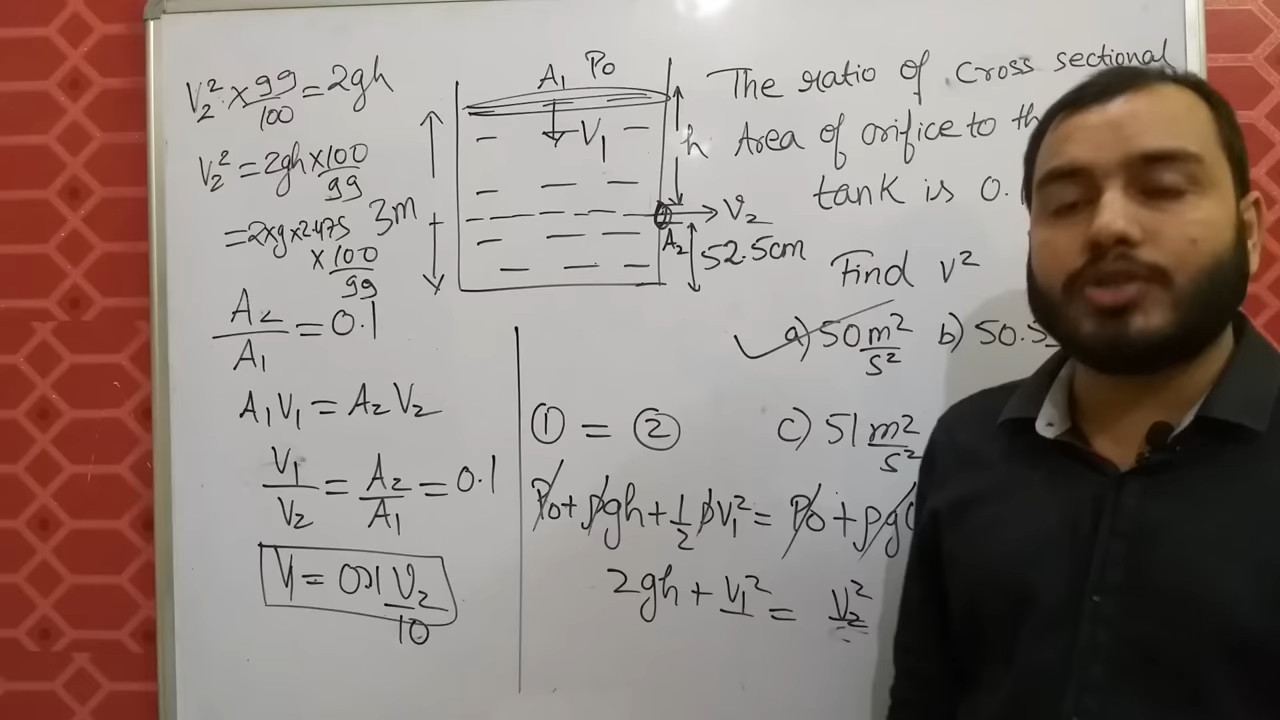 V₂² × 99/100 = 2gh
V₂² = 2gh × 100/99
= 2×g×2.475 × 100/99
A₂/A₁ = 0.1
A₁V₁ = A₂V₂
V₁/V₂ = A₂/A₁ = 0.1
V₁ = V₂/10
A₁ P₀
V₁
h
3m
V₂
A₂
52.5cm
The ratio of cross sectional
Area of orifice to th
tank is 0.
Find v²
a) 50 m²/s² b) 50.5
c) 51 m²/s²
① = ②
P₀ + ρgh + 1/2 ρV₁² = P₀ + ρg
2gh + V₁² = V₂²